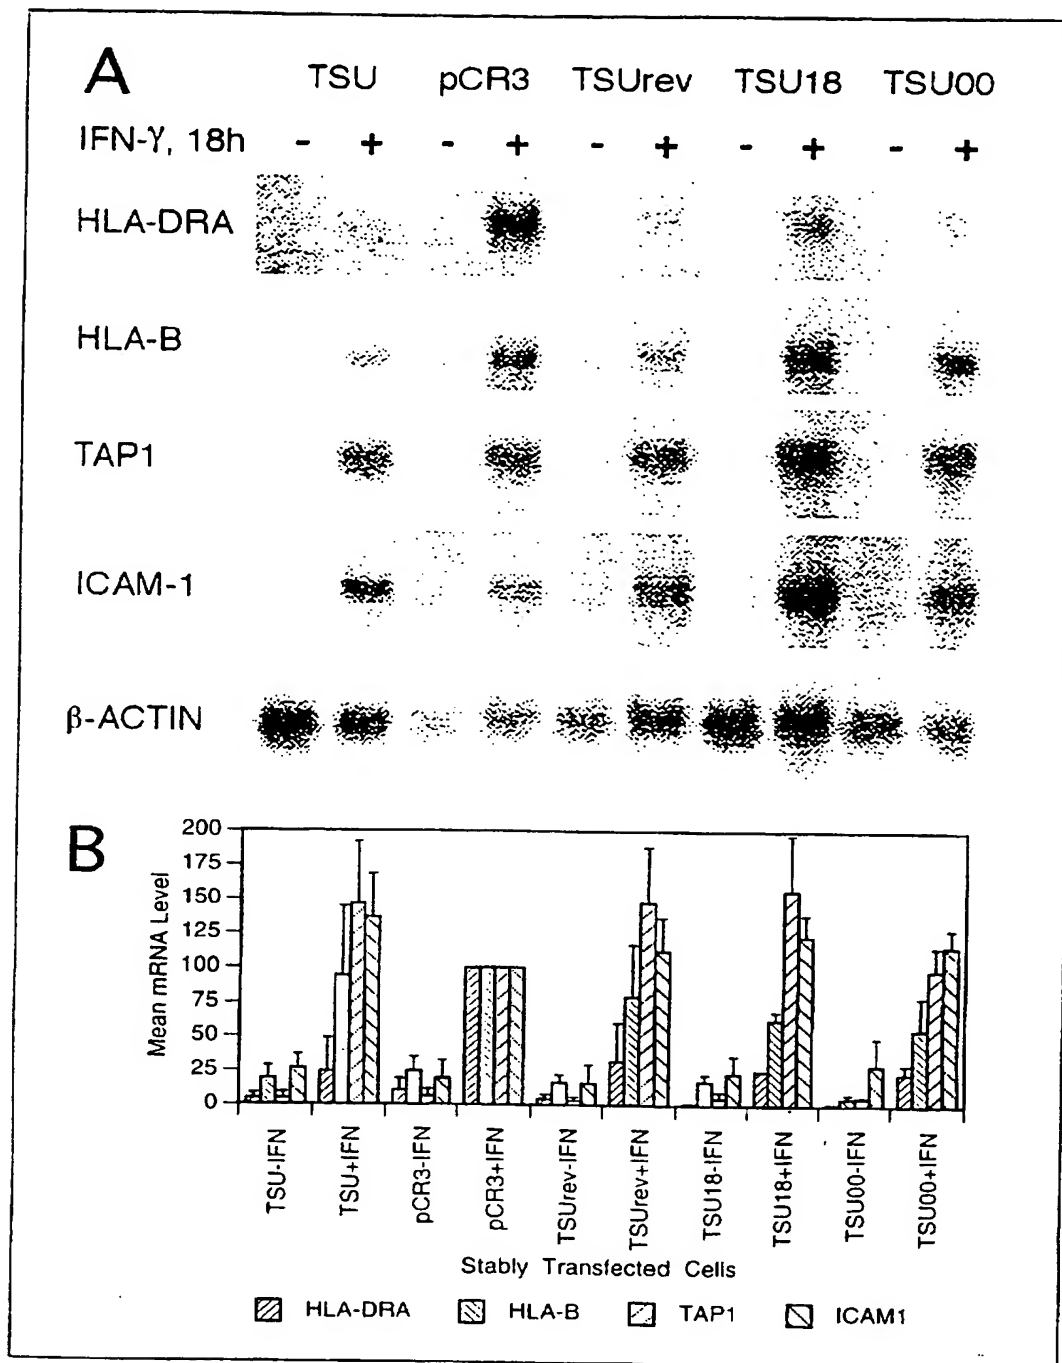 A
TSU pCR3 TSUrev TSU18 TSU00
IFN-γ, 18h - + - + - + - + - +
HLA-DRA
HLA-B
TAP1
ICAM-1
β-ACTIN
B
Mean mRNA Level
200
175
150
125
100
75
50
25
0
TSU-IFN
TSU+IFN
pCR3-IFN
pCR3+IFN
TSUrev-IFN
TSUrev+IFN
TSU18-IFN
TSU18+IFN
TSU00-IFN
TSU00+IFN
Stably Transfected Cells
HLA-DRA HLA-B TAP1 ICAM1